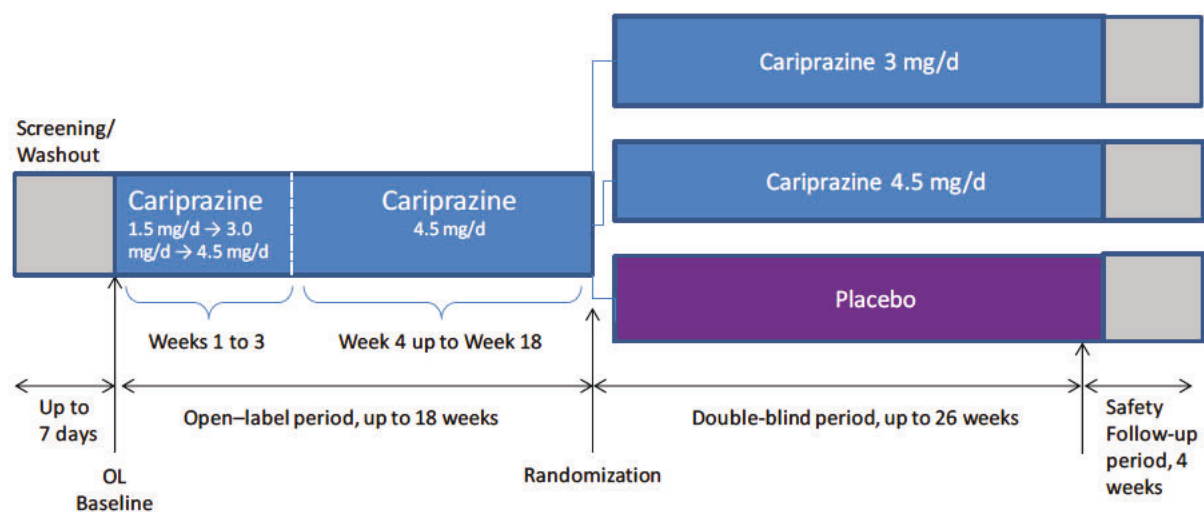 Cariprazine 3 mg/d
Screening/
Washout
Cariprazine
1.5 mg/d → 3.0
mg/d → 4.5 mg/d
Cariprazine
4.5 mg/d
Cariprazine 4.5 mg/d
Placebo
Weeks 1 to 3
Week 4 up to Week 18
Up to
7 days
Open–label period, up to 18 weeks
Double-blind period, up to 26 weeks
Safety
Follow-up
period, 4
weeks
OL
Baseline
Randomization